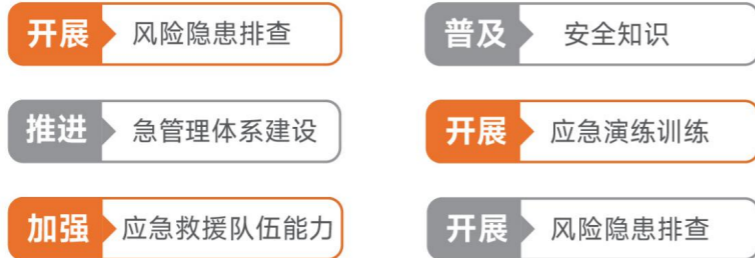 开展 风险隐患排查
普及 安全知识
推进 急管理体系建设
开展 应急演练训练
加强 应急救援队伍能力
开展 风险隐患排查